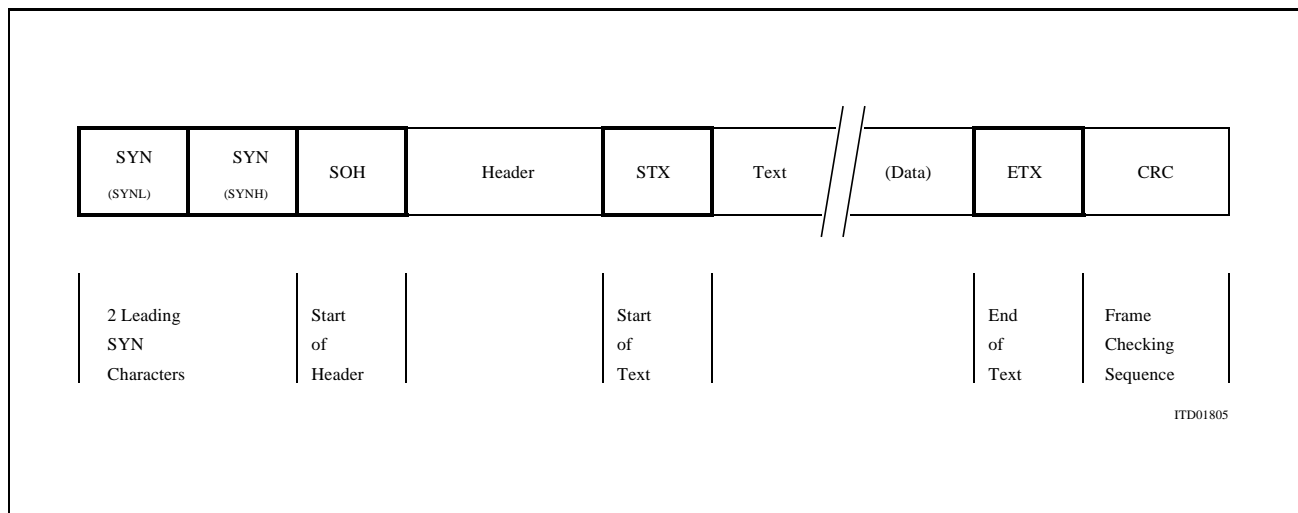 SYN SYN SOH Header STX Text (Data) ETX CRC
(SYNL) (SYNH)
2 Leading Start Start End Frame
SYN of of of Checking
Characters Header Text Text Sequence
ITD01805